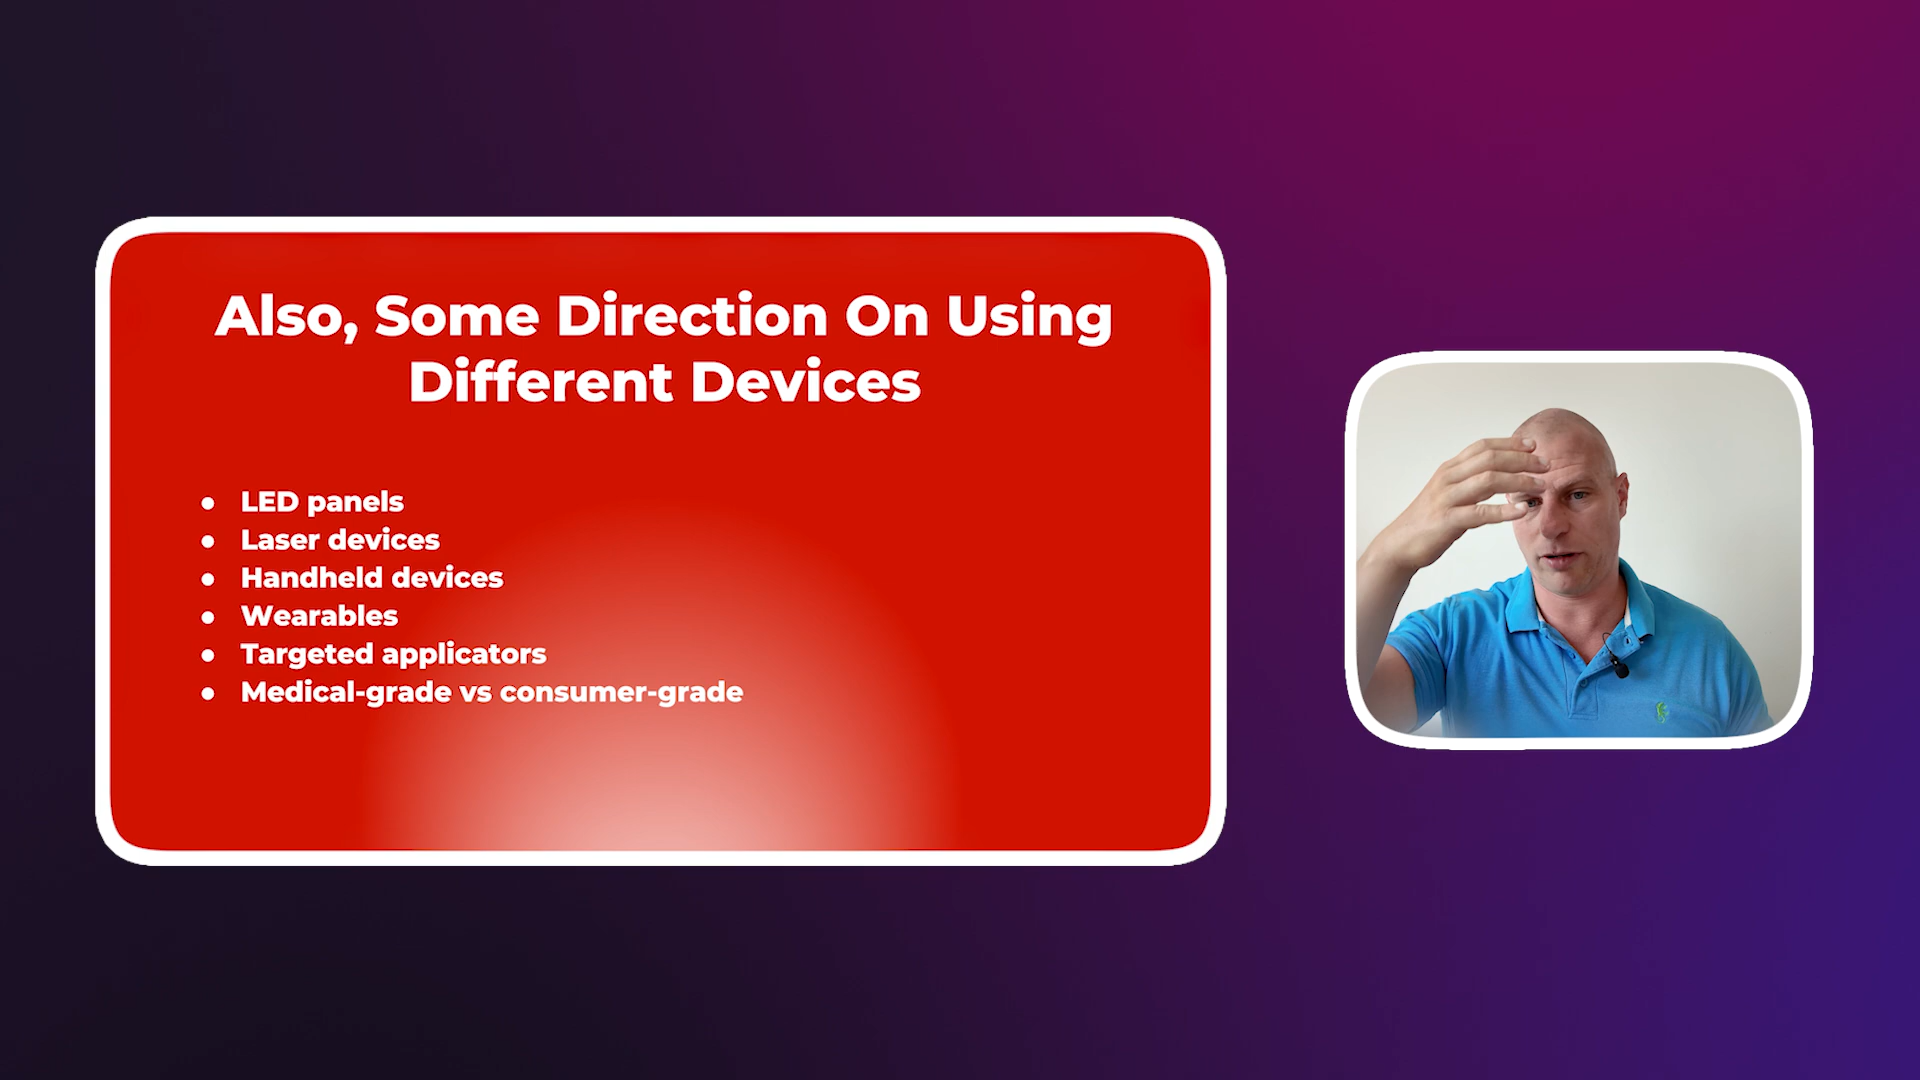 Also, Some Direction On Using
Different Devices
● LED panels
● Laser devices
● Handheld devices
● Wearables
● Targeted applicators
● Medical-grade vs consumer-grade